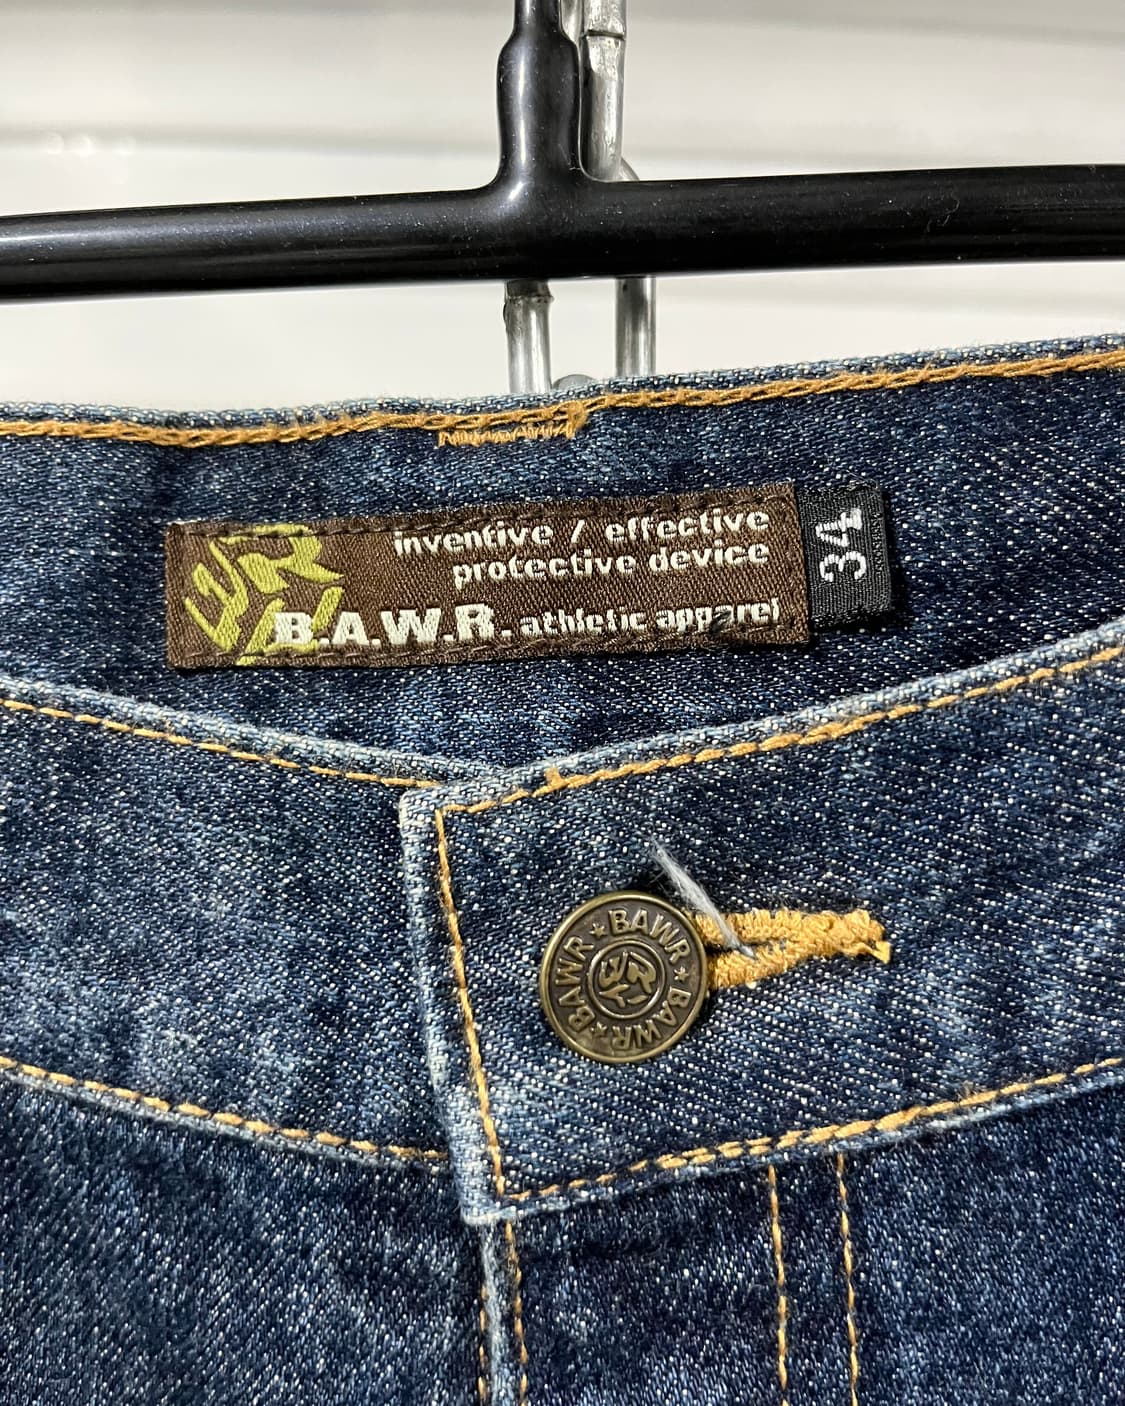 inventive / effective
protective device
B.A.W.R. athletic apparel
34
BAWR ★ BAWR ★ BAWR ★